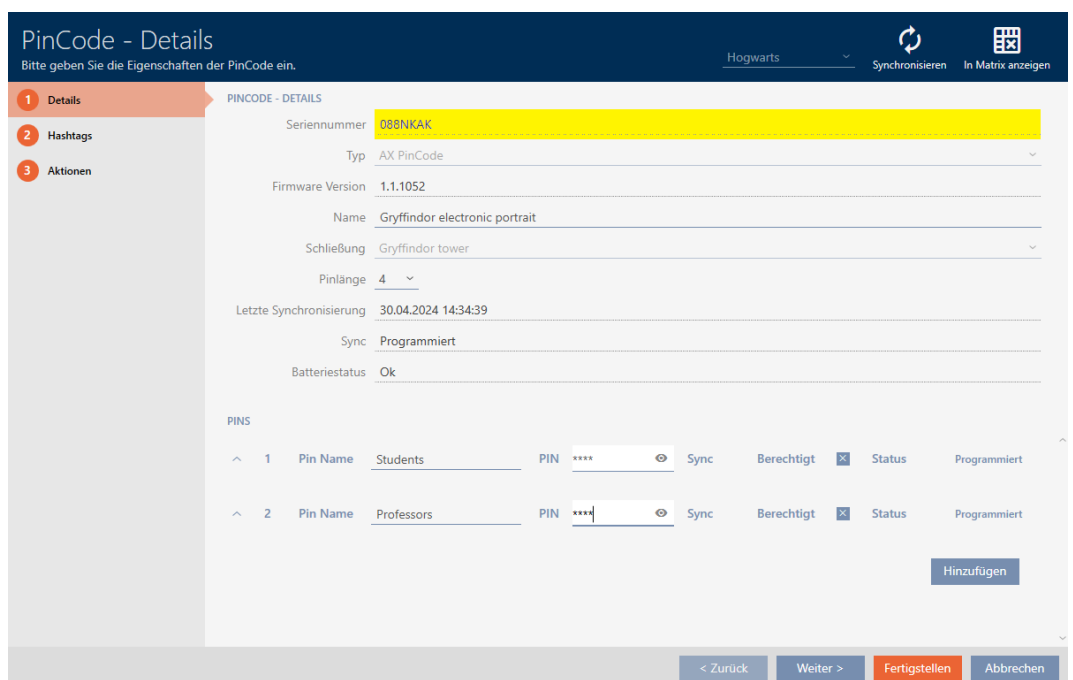 PinCode - Details
Bitte geben Sie die Eigenschaften der PinCode ein.
Hogwarts
Synchronisieren
In Matrix anzeigen
1 Details
2 Hashtags
3 Aktionen
PINCODE - DETAILS
Seriennummer 088NKAK
Typ AX PinCode
Firmware Version 1.1.1052
Name Gryffindor electronic portrait
Schließung Gryffindor tower
Pinlänge 4
Letzte Synchronisierung 30.04.2024 14:34:39
Sync Programmiert
Batteriestatus Ok
PINS
1 Pin Name Students PIN **** Sync Berechtigt Status Programmiert
2 Pin Name Professors PIN **** Sync Berechtigt Status Programmiert
Hinzufügen
< Zurück Weiter > Fertigstellen Abbrechen